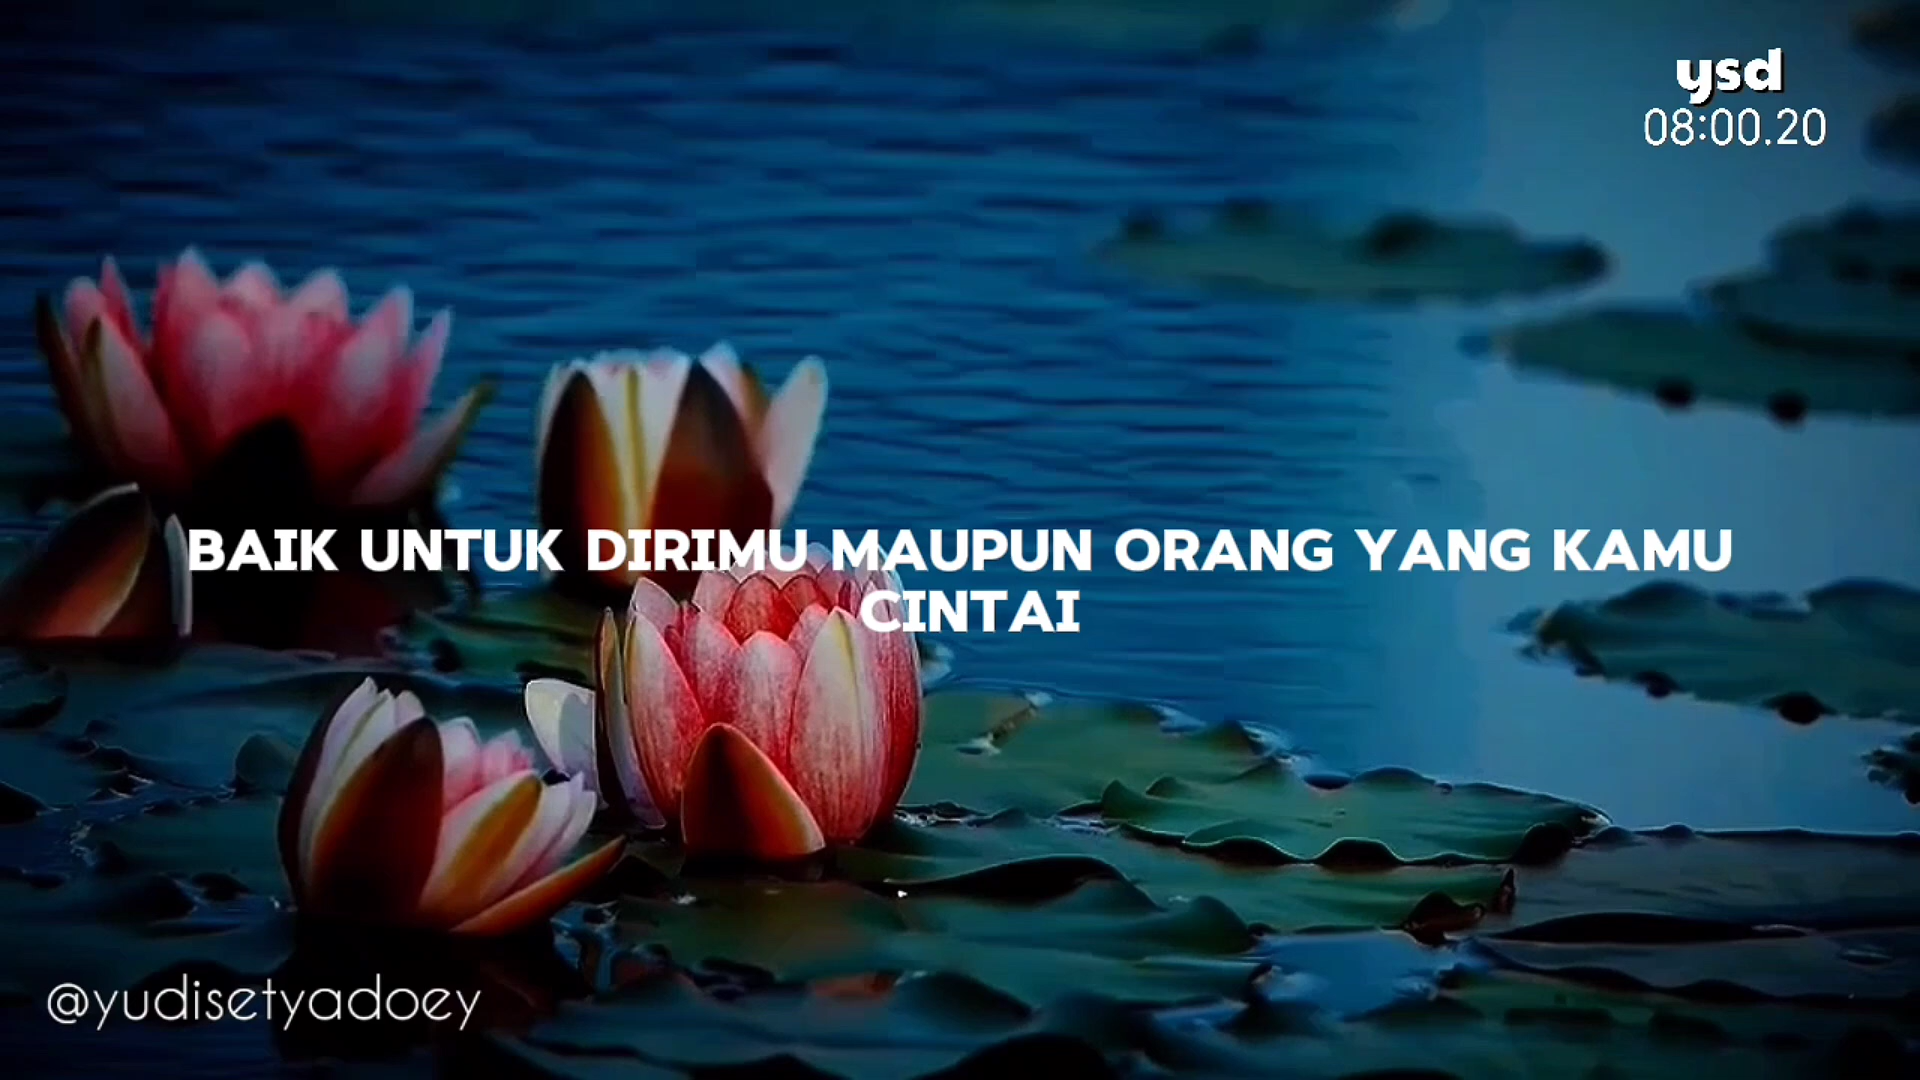 ysd
08:00.20
BAIK UNTUK DIRIMU MAUPUN ORANG YANG KAMU
CINTAI
@yudisetyadoey